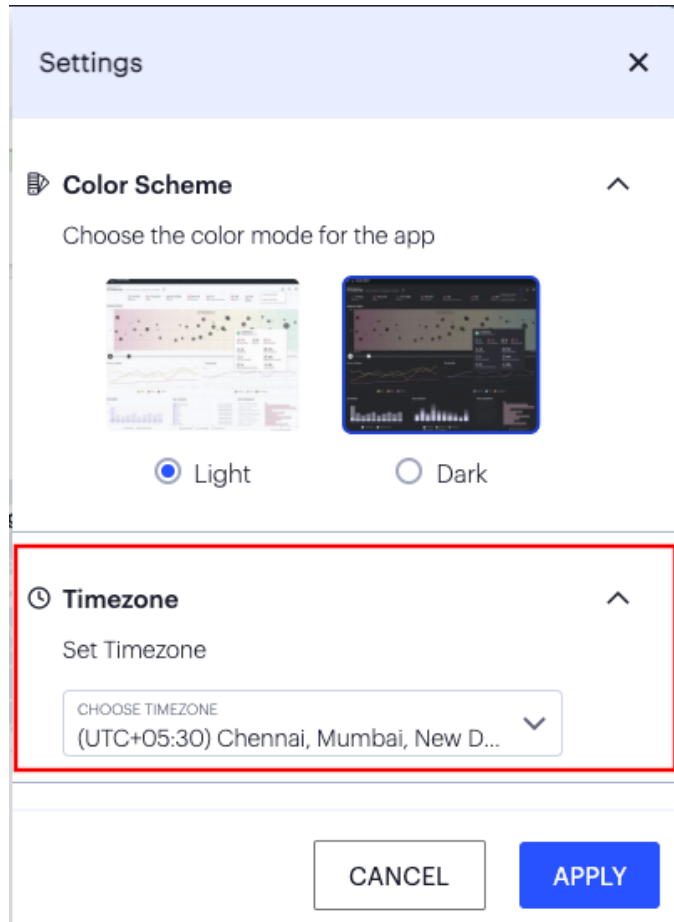 Settings
Color Scheme
Choose the color mode for the app
Light
Dark
Timezone
Set Timezone
CHOOSE TIMEZONE
(UTC+05:30) Chennai, Mumbai, New D...
CANCEL
APPLY